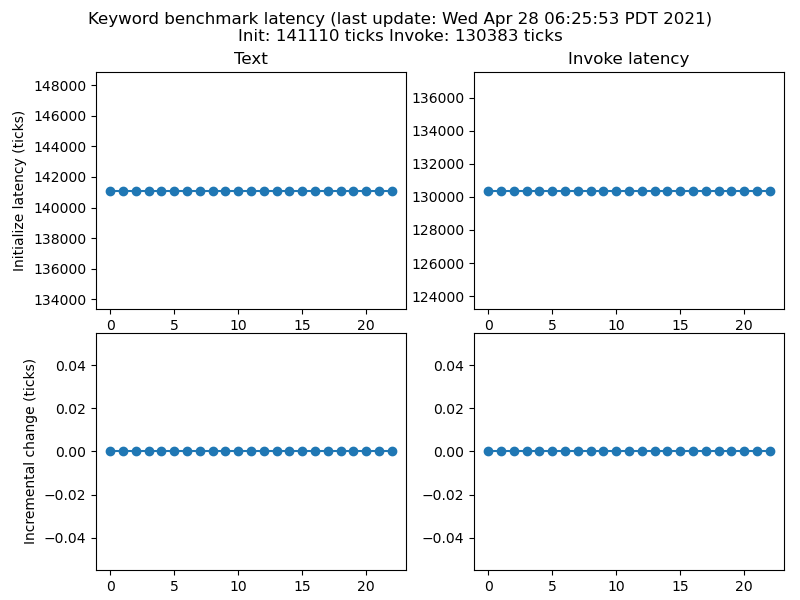 Keyword benchmark latency (last update: Wed Apr 28 06:25:53 PDT 2021)
Init: 141110 ticks Invoke: 130383 ticks
Text
Invoke latency
Initialize latency (ticks)
148000
146000
144000
142000
140000
138000
136000
134000
0 5 10 15 20
136000
134000
132000
130000
128000
126000
124000
0 5 10 15 20
Incremental change (ticks)
0.04
0.02
0.00
−0.02
−0.04
0 5 10 15 20
0.04
0.02
0.00
−0.02
−0.04
0 5 10 15 20